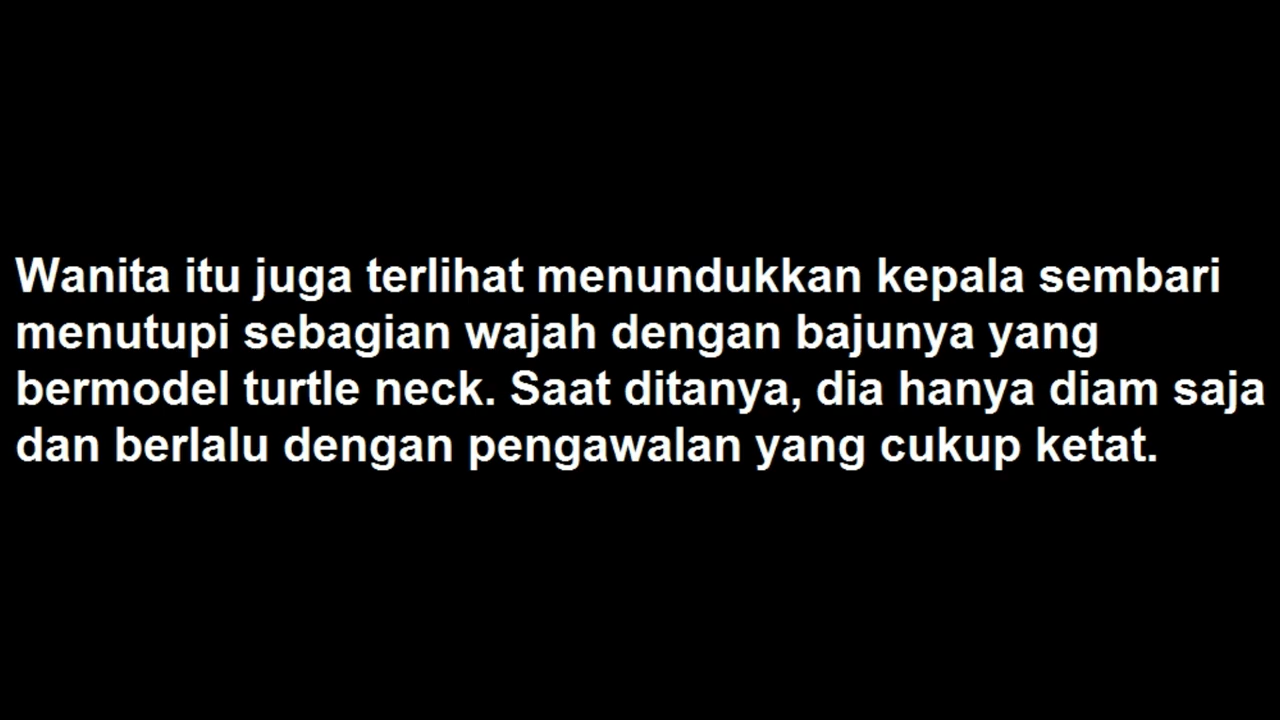 Wanita itu juga terlihat menundukkan kepala sembari
menutupi sebagian wajah dengan bajunya yang
bermodel turtle neck. Saat ditanya, dia hanya diam saja
dan berlalu dengan pengawalan yang cukup ketat.